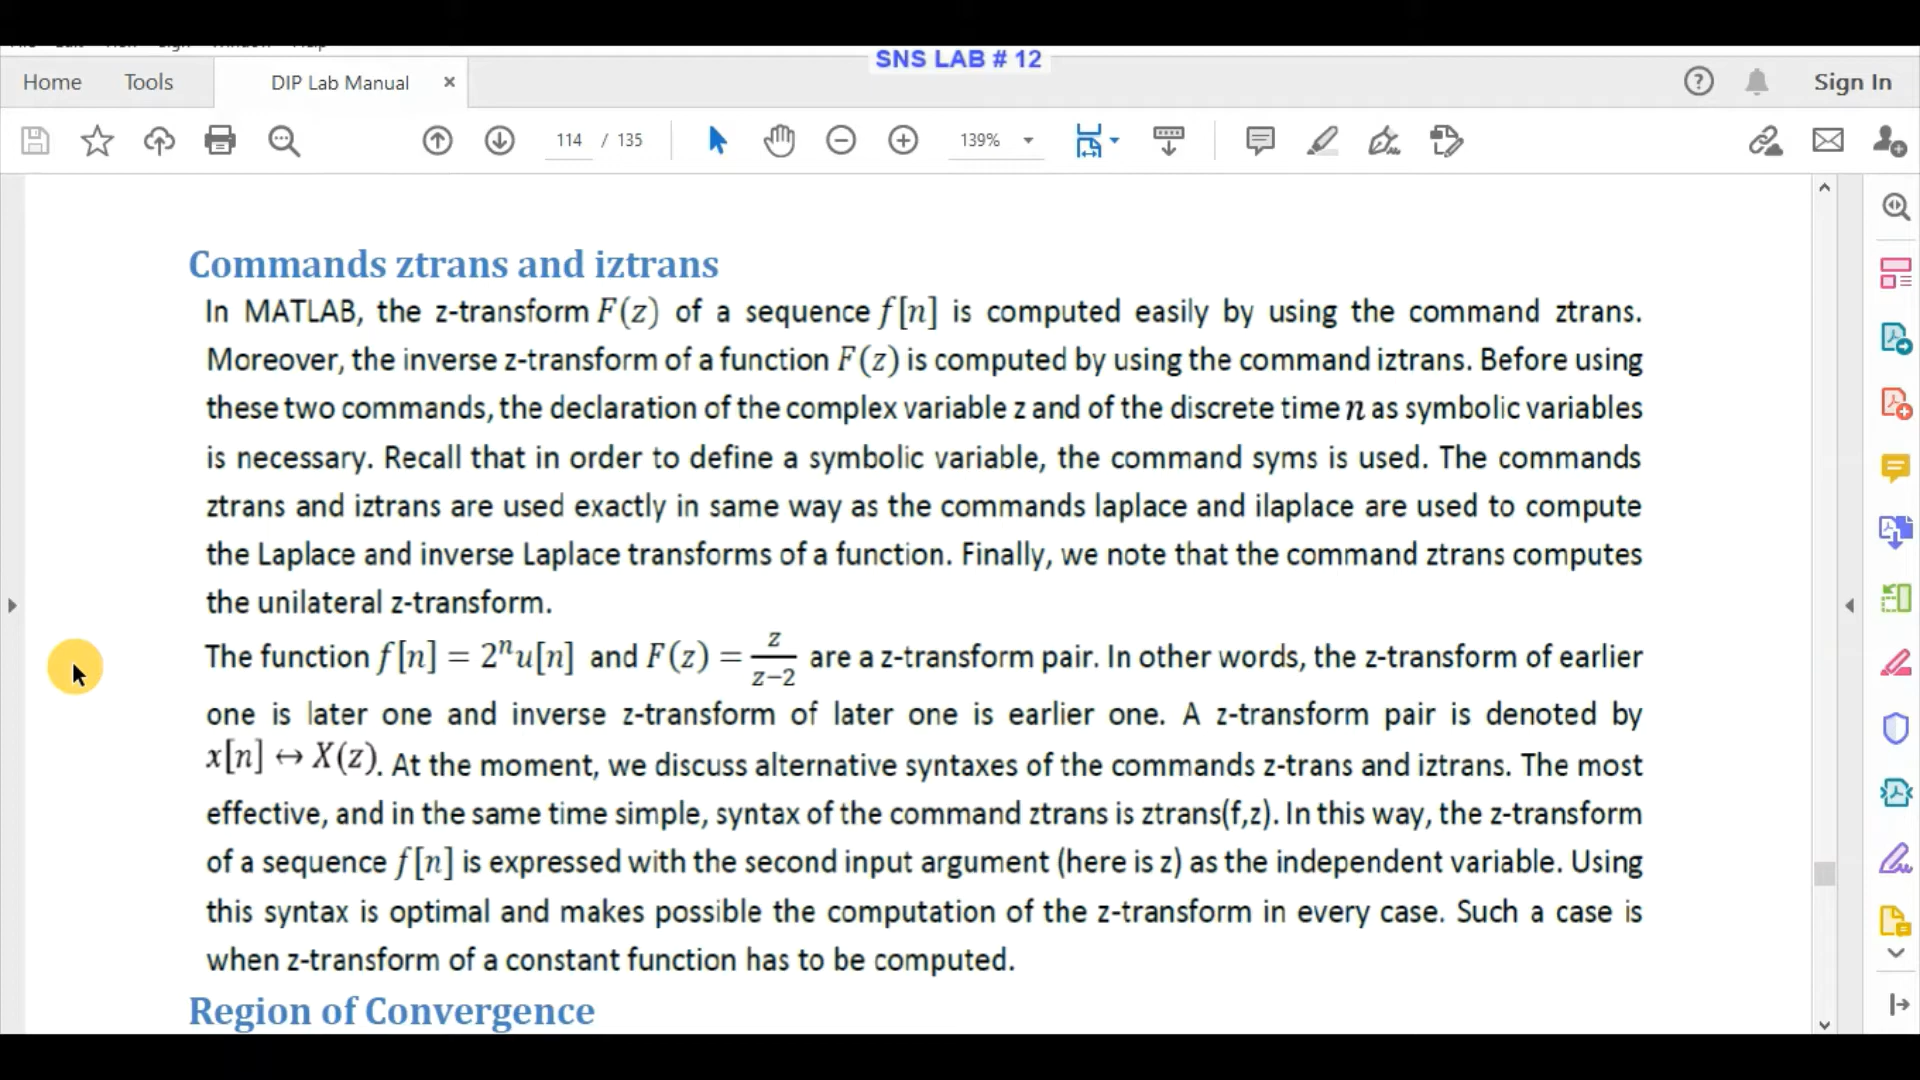 SNS LAB # 12
Home Tools DIP Lab Manual × Sign In
114 / 135 139%
Commands ztrans and iztrans
In MATLAB, the z-transform F(z) of a sequence f[n] is computed easily by using the command ztrans.
Moreover, the inverse z-transform of a function F(z) is computed by using the command iztrans. Before using
these two commands, the declaration of the complex variable z and of the discrete time n as symbolic variables
is necessary. Recall that in order to define a symbolic variable, the command syms is used. The commands
ztrans and iztrans are used exactly in same way as the commands laplace and ilaplace are used to compute
the Laplace and inverse Laplace transforms of a function. Finally, we note that the command ztrans computes
the unilateral z-transform.
The function f[n] = 2ⁿu[n] and F(z) = z/(z−2) are a z-transform pair. In other words, the z-transform of earlier
one is later one and inverse z-transform of later one is earlier one. A z-transform pair is denoted by
x[n] ↔ X(z). At the moment, we discuss alternative syntaxes of the commands z-trans and iztrans. The most
effective, and in the same time simple, syntax of the command ztrans is ztrans(f,z). In this way, the z-transform
of a sequence f[n] is expressed with the second input argument (here is z) as the independent variable. Using
this syntax is optimal and makes possible the computation of the z-transform in every case. Such a case is
when z-transform of a constant function has to be computed.
Region of Convergence